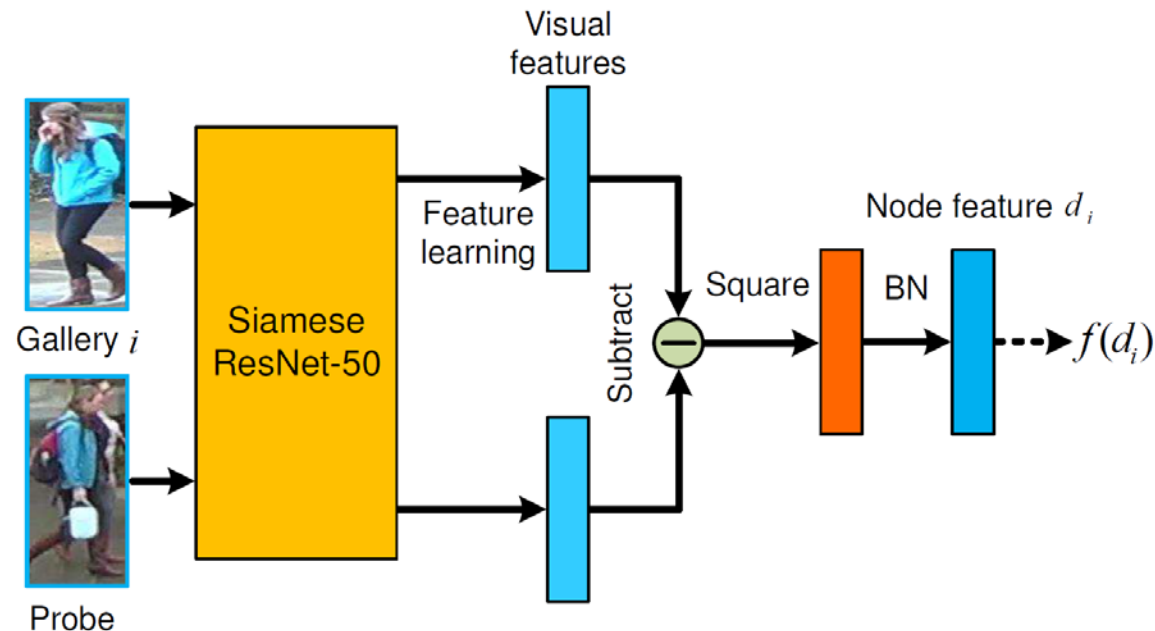 Visual
features
Gallery i
Probe
Siamese
ResNet-50
Feature
learning
Subtract
Square
BN
Node feature d_i
f(d_i)